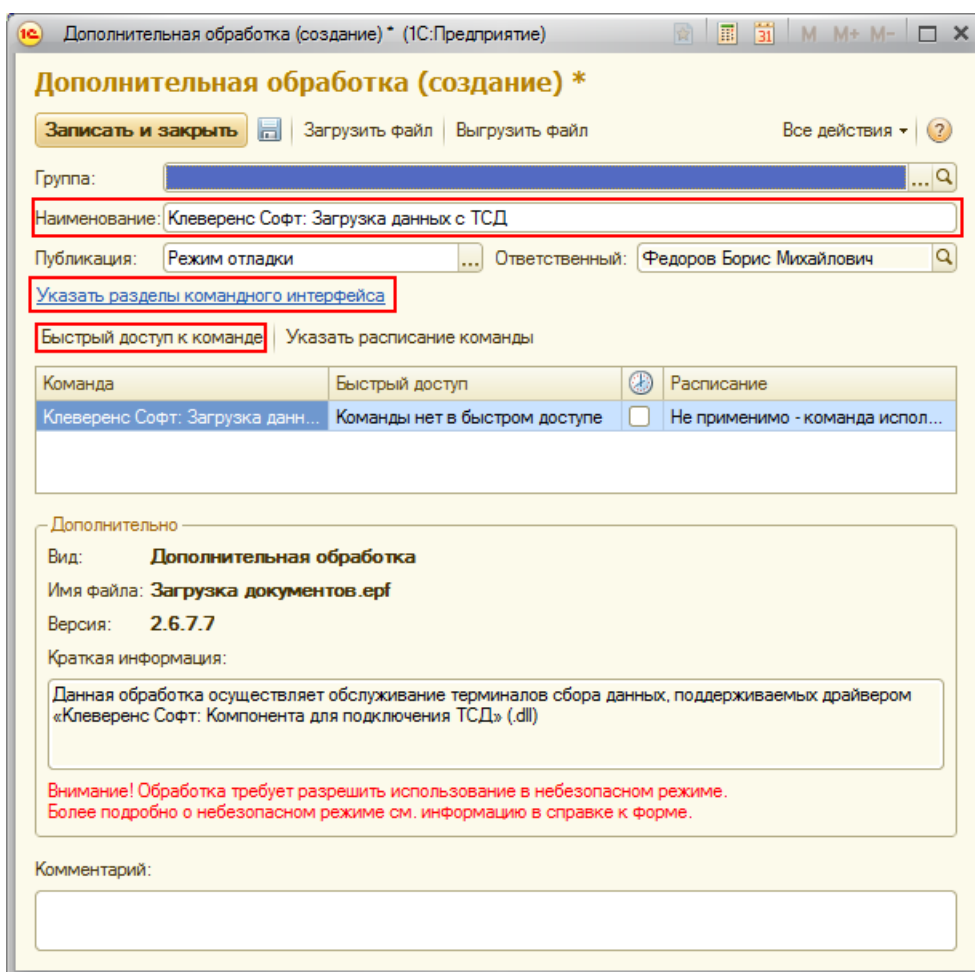 Дополнительная обработка (создание) * (1С:Предприятие)
M M+ M-
Дополнительная обработка (создание) *
Записать и закрыть Загрузить файл Выгрузить файл Все действия
Группа:
Наименование: Клеверенс Софт: Загрузка данных с ТСД
Публикация: Режим отладки ... Ответственный: Федоров Борис Михайлович
Указать разделы командного интерфейса
Быстрый доступ к команде Указать расписание команды
Команда Быстрый доступ Расписание
Клеверенс Софт: Загрузка данн... Команды нет в быстром доступе Не применимо - команда испол...
Дополнительно
Вид: Дополнительная обработка
Имя файла: Загрузка документов.epf
Версия: 2.6.7.7
Краткая информация:
Данная обработка осуществляет обслуживание терминалов сбора данных, поддерживаемых драйвером
«Клеверенс Софт: Компонента для подключения ТСД» (.dll)
Внимание! Обработка требует разрешить использование в небезопасном режиме.
Более подробно о небезопасном режиме см. информацию в справке к форме.
Комментарий: